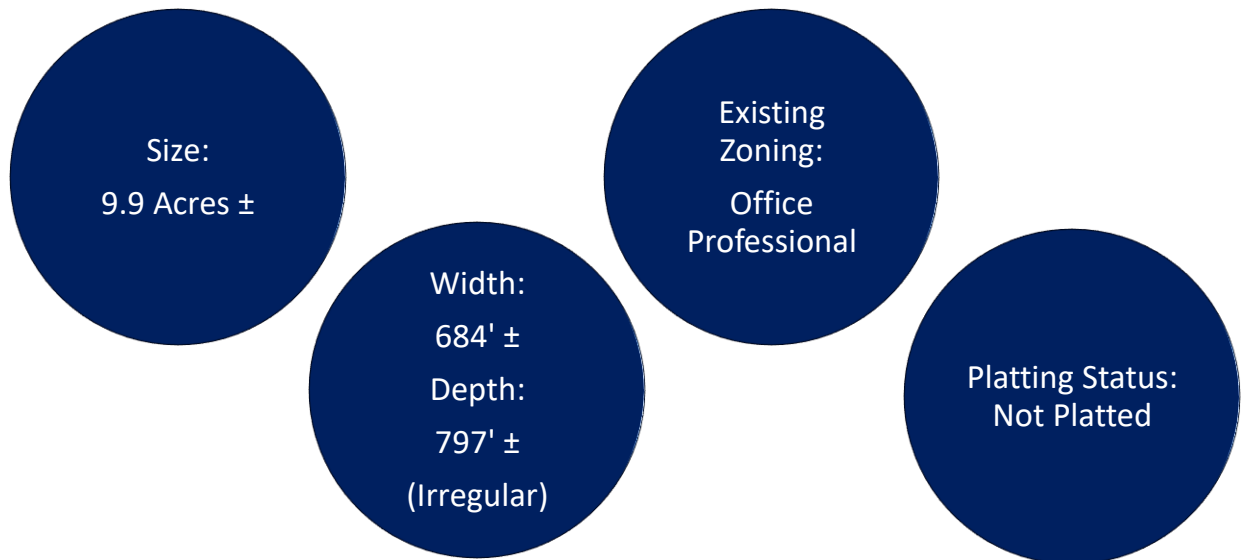 Size:
9.9 Acres ±
Width:
684' ±
Depth:
797' ±
(Irregular)
Existing
Zoning:
Office
Professional
Platting Status:
Not Platted